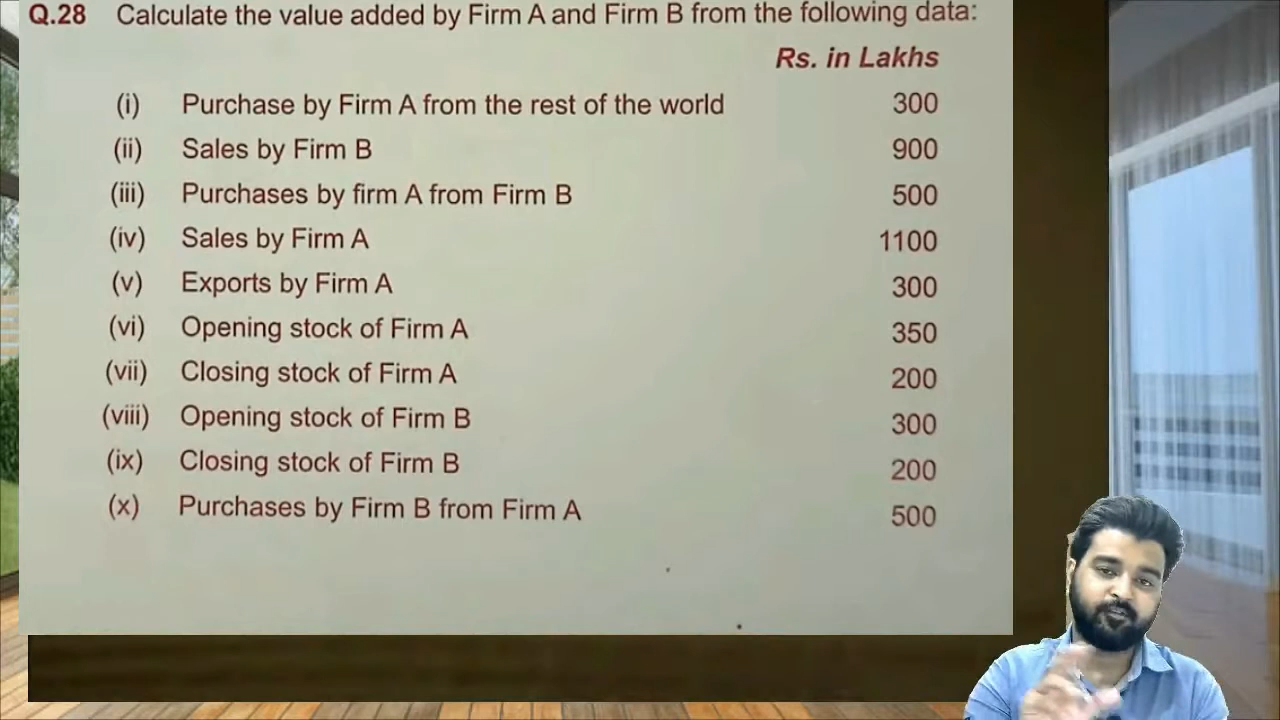 Q.28 Calculate the value added by Firm A and Firm B from the following data:
Rs. in Lakhs
(i) Purchase by Firm A from the rest of the world 300
(ii) Sales by Firm B 900
(iii) Purchases by firm A from Firm B 500
(iv) Sales by Firm A 1100
(v) Exports by Firm A 300
(vi) Opening stock of Firm A 350
(vii) Closing stock of Firm A 200
(viii) Opening stock of Firm B 300
(ix) Closing stock of Firm B 200
(x) Purchases by Firm B from Firm A 500